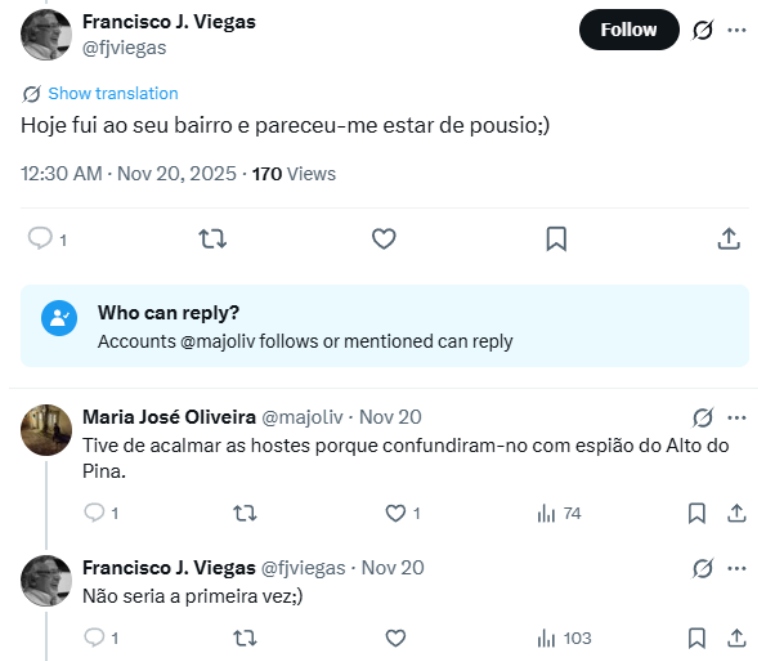 Francisco J. Viegas
@fjviegas
Follow
Show translation
Hoje fui ao seu bairro e pareceu-me estar de pousio;)
12:30 AM · Nov 20, 2025 · 170 Views
1
Who can reply?
Accounts @majoliv follows or mentioned can reply
Maria José Oliveira @majoliv · Nov 20
Tive de acalmar as hostes porque confundiram-no com espião do Alto do
Pina.
1 1 74
Francisco J. Viegas @fjviegas · Nov 20
Não seria a primeira vez;)
1 103